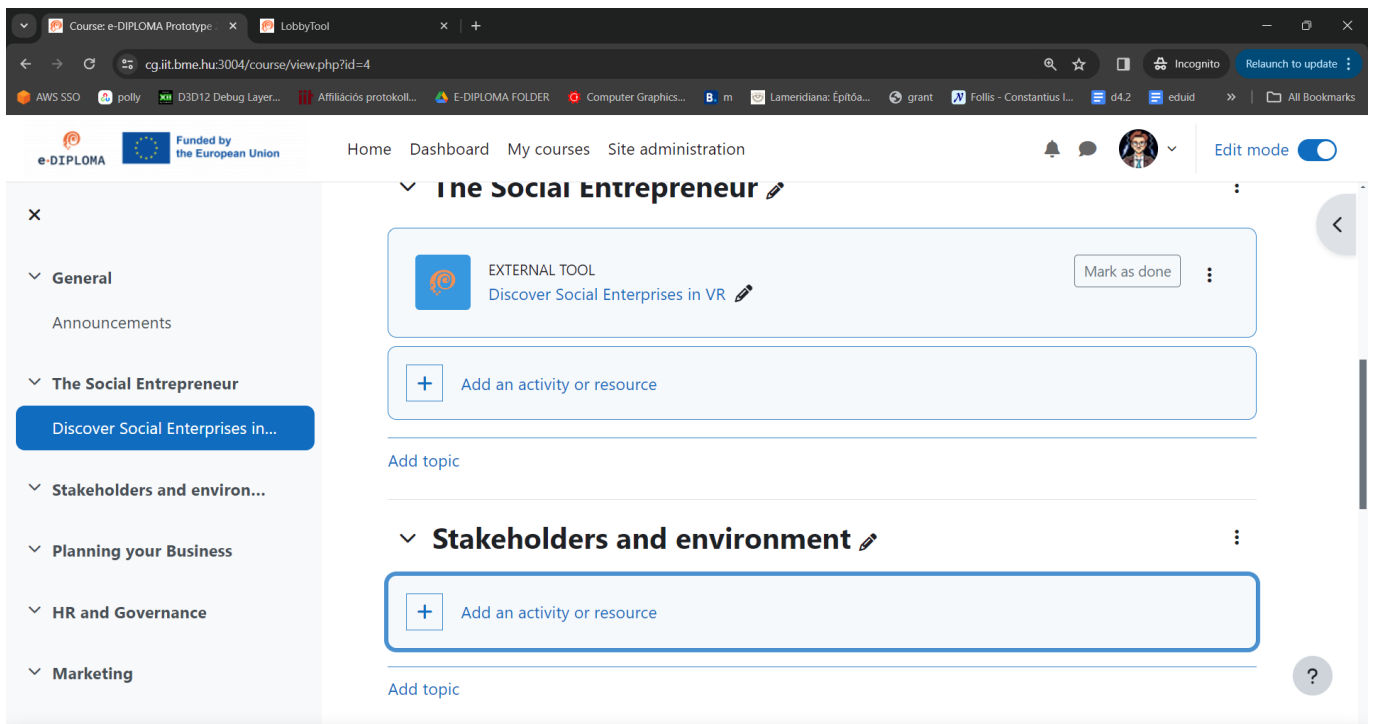 Course: e-DIPLOMA Prototype
LobbyTool
cg.iit.bme.hu:3004/course/view.php?id=4
Incognito
Relaunch to update
AWS SSO
polly
D3D12 Debug Layer...
Affiliációs protokoll...
E-DIPLOMA FOLDER
Computer Graphics...
m
Lameridiana: Építőa...
grant
Follis - Constantius I...
d4.2
eduid
»
All Bookmarks
e-DIPLOMA
Funded by
the European Union
Home
Dashboard
My courses
Site administration
Edit mode
General
Announcements
The Social Entrepreneur
Discover Social Enterprises in...
Stakeholders and environ...
Planning your Business
HR and Governance
Marketing
The Social Entrepreneur
EXTERNAL TOOL
Discover Social Enterprises in VR
Mark as done
Add an activity or resource
Add topic
Stakeholders and environment
Add an activity or resource
Add topic
?